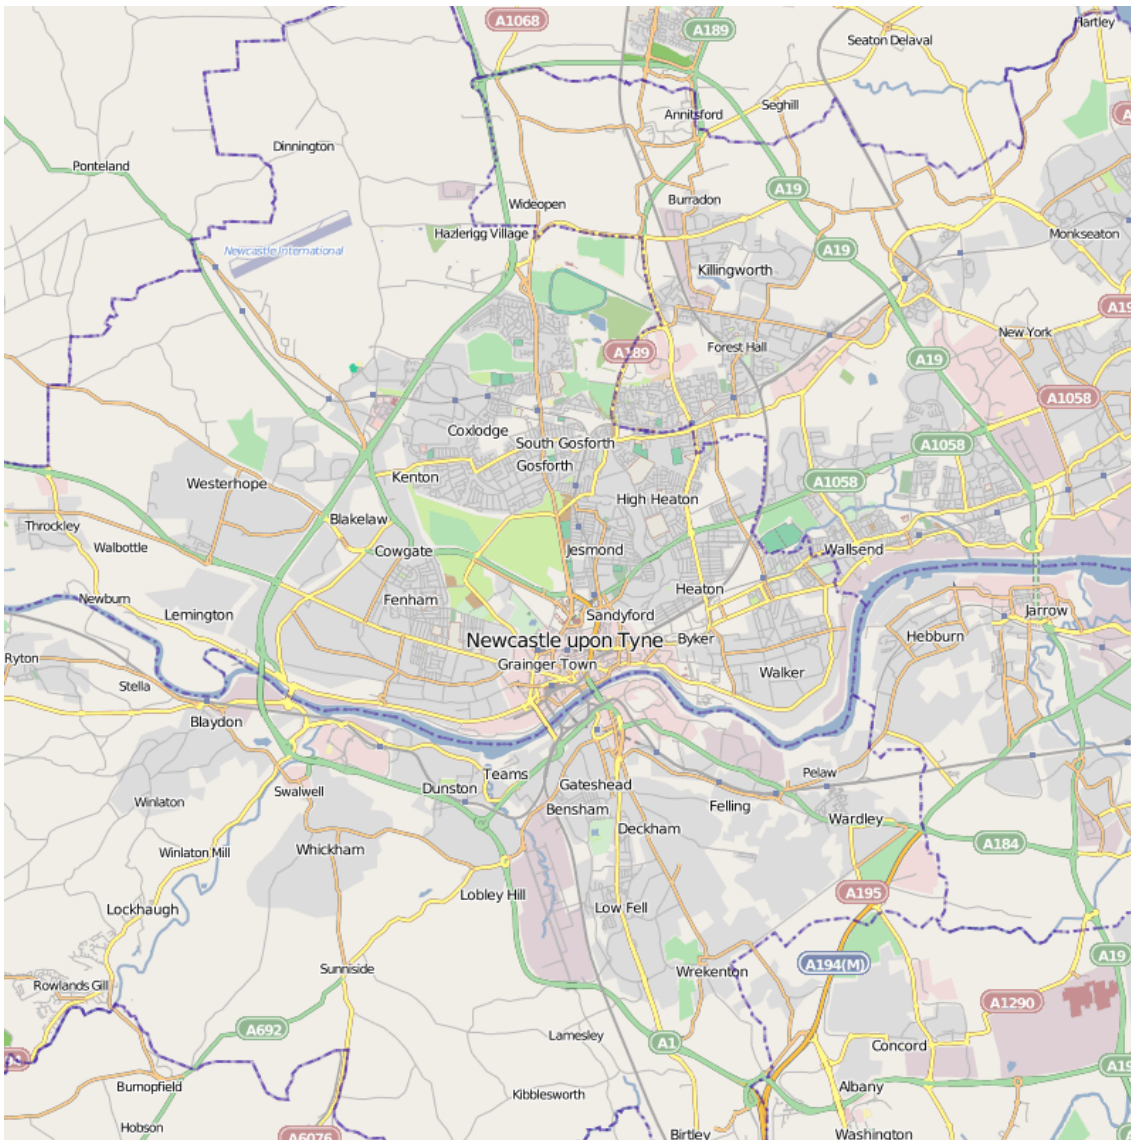 A1068
A189
Hartley
Seaton Delaval
Seghill
Annitsford
Dinnington
Ponteland
A19
Wideopen
Burradon
Hazlerigg Village
Monkseaton
Newcastle International
A19
Killingworth
New York
A189
Forest Hall
A19
A1058
Coxlodge
South Gosforth
A1058
Gosforth
Kenton
Westerhope
A1058
High Heaton
Blakelaw
Throckley
Walbottle
Cowgate
Jesmond
Wallsend
Heaton
Newburn
Fenham
Lemington
Sandyford
Jarrow
Newcastle upon Tyne
Byker
Hebburn
Ryton
Grainger Town
Walker
Stella
Blaydon
Teams
Pelaw
Swalwell
Dunston
Gateshead
Winlaton
Bensham
Felling
Deckham
Wardley
Winlaton Mill
Whickham
A184
Lobley Hill
A195
Lockhaugh
Low Fell
A19
Sunniside
Wrekenton
A194(M)
Rowlands Gill
A1290
A692
Lamesley
A1
Concord
Burnopfield
Kibblesworth
Albany
Hobson
A6076
Birtley
Washington